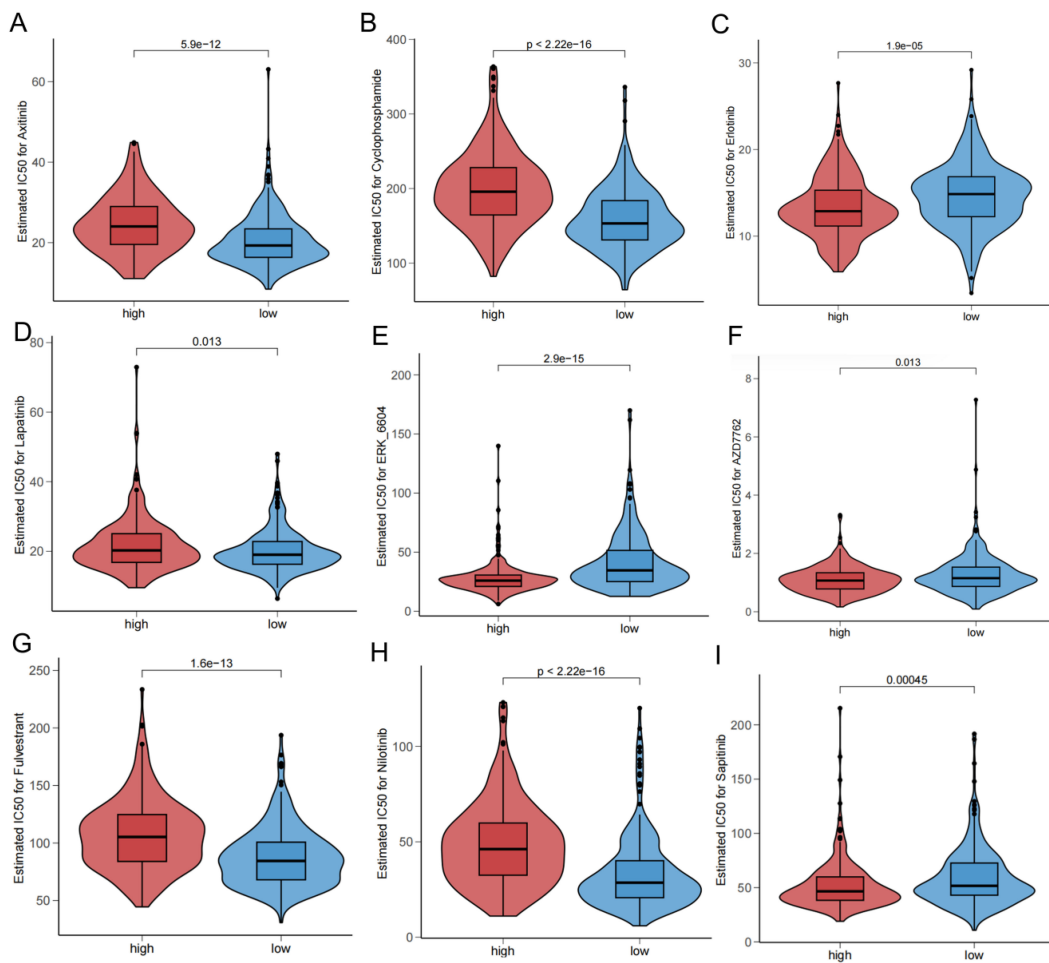 A
5.9e−12
Estimated IC50 for Axitinib
60
40
20
high
low
B
p < 2.22e−16
Estimated IC50 for Cyclophosphamide
400
300
200
100
high
low
C
1.9e−05
Estimated IC50 for Erlotinib
30
20
10
high
low
D
0.013
Estimated IC50 for Lapatinib
80
60
40
20
high
low
E
2.9e−15
Estimated IC50 for ERK_6604
200
150
100
50
0
high
low
F
0.013
Estimated IC50 for AZD7762
8
6
4
2
0
high
low
G
1.6e−13
Estimated IC50 for Fulvestrant
250
200
150
100
50
high
low
H
p < 2.22e−16
Estimated IC50 for Nilotinib
100
50
0
high
low
I
0.00045
Estimated IC50 for Sapitinib
200
150
100
50
0
high
low